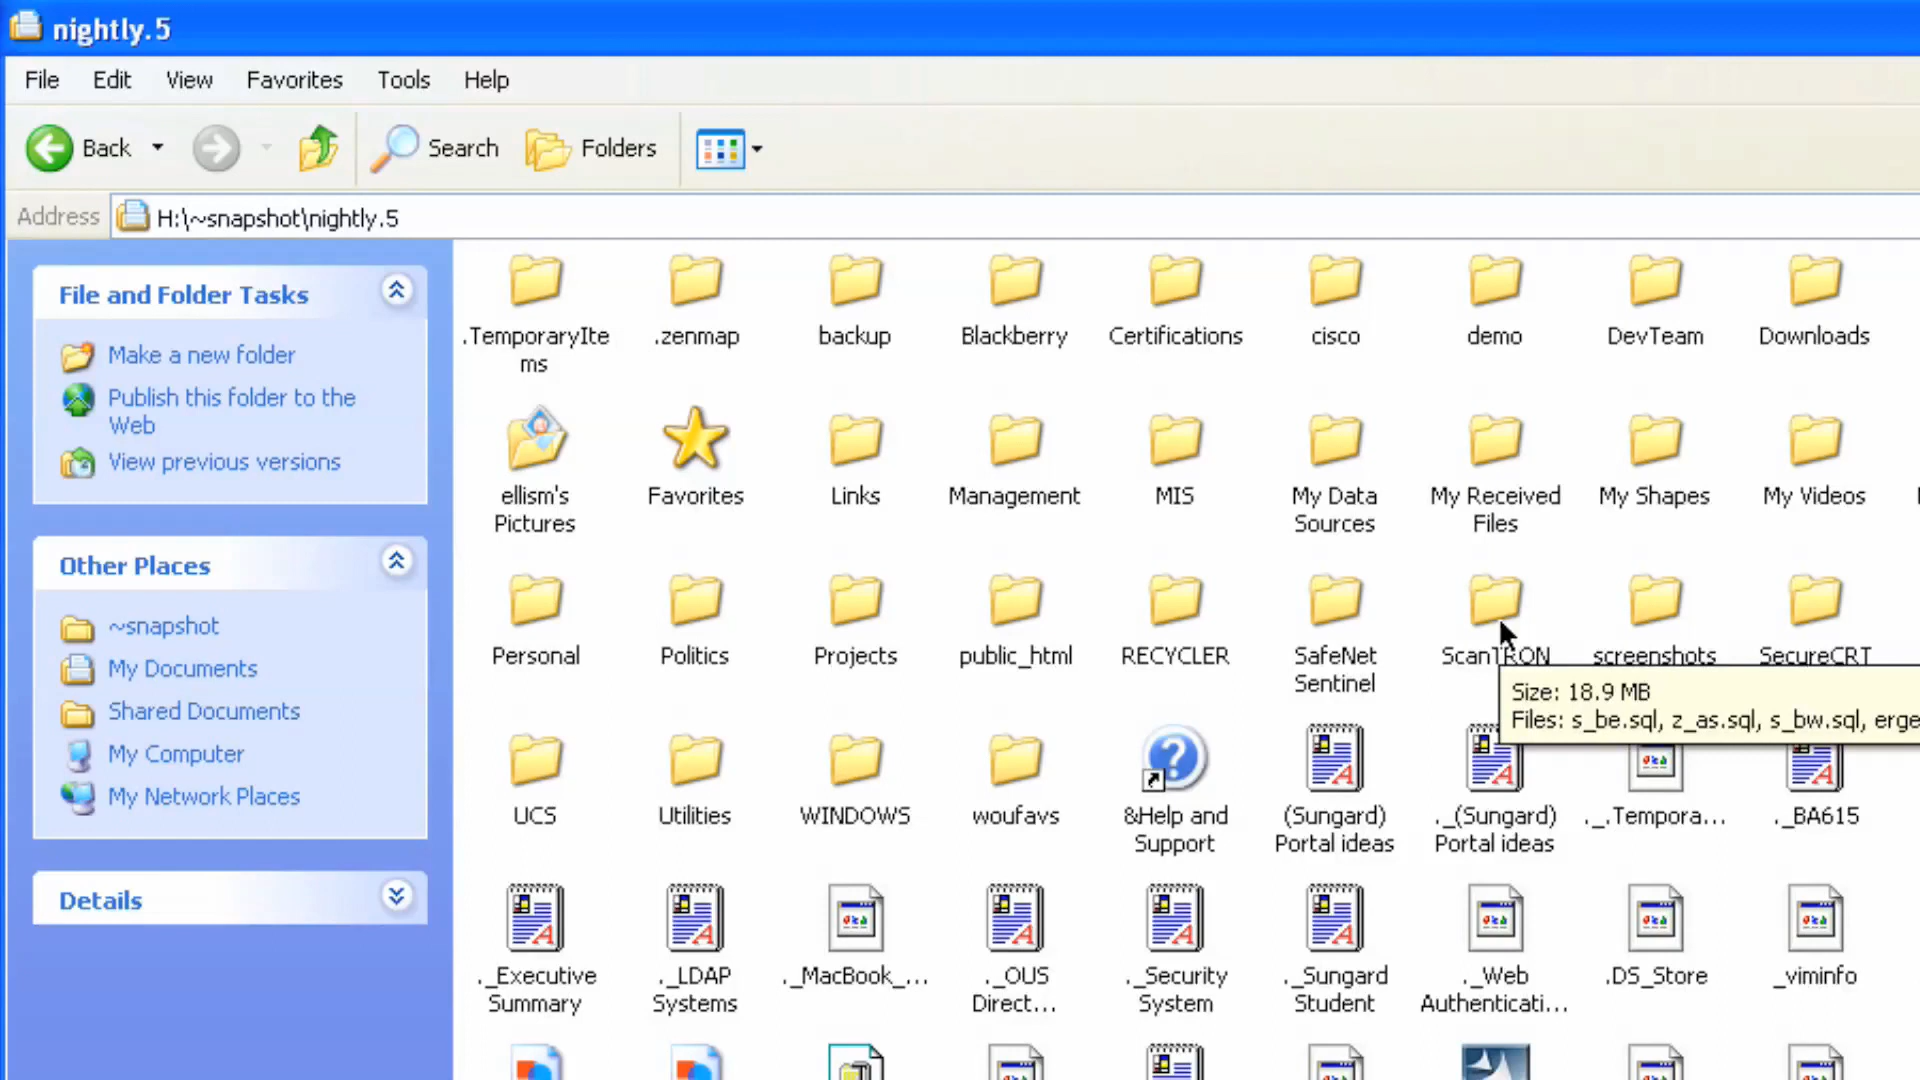 nightly.5
File Edit View Favorites Tools Help
Back Search Folders
Address H:\~snapshot\nightly.5
File and Folder Tasks
Make a new folder
Publish this folder to the
Web
View previous versions
Other Places
~snapshot
My Documents
Shared Documents
My Computer
My Network Places
Details
.TemporaryIte
ms
.zenmap
backup
Blackberry
Certifications
cisco
demo
DevTeam
Downloads
ellism's
Pictures
Favorites
Links
Management
MIS
My Data
Sources
My Received
Files
My Shapes
My Videos
Personal
Politics
Projects
public_html
RECYCLER
SafeNet
Sentinel
ScanTRON
screenshots
SecureCRT
Size: 18.9 MB
Files: s_be.sql, z_as.sql, s_bw.sql, erge
UCS
Utilities
WINDOWS
woufavs
&Help and
Support
(Sungard)
Portal ideas
._(Sungard)
Portal ideas
._.Tempora...
._BA615
._Executive
Summary
._LDAP
Systems
._MacBook_...
._OUS
Direct...
._Security
System
._Sungard
Student
._Web
Authenticati...
.DS_Store
_viminfo